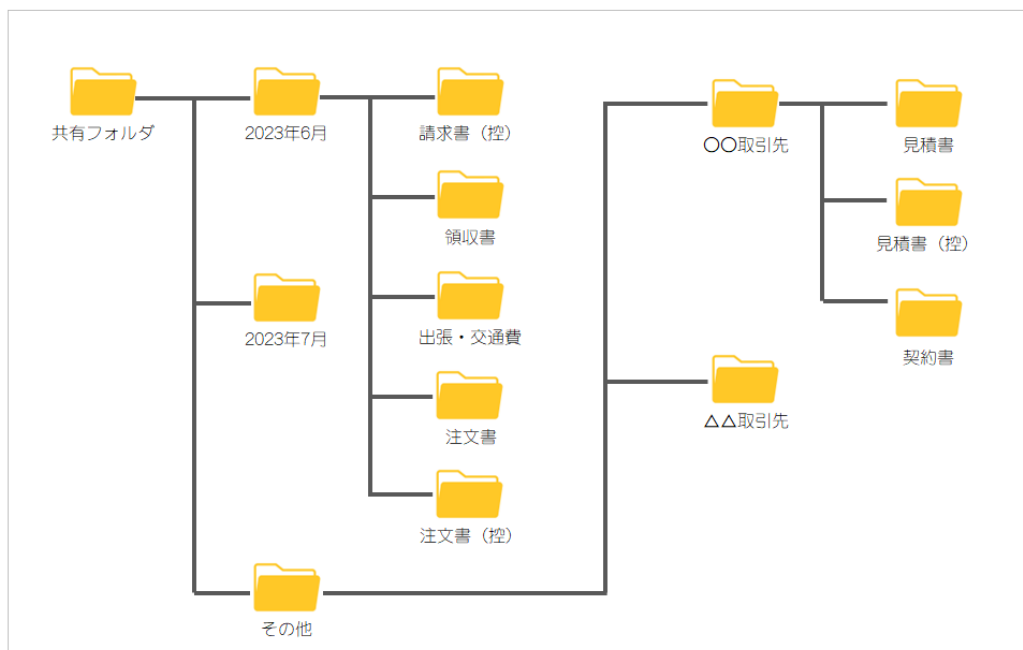 共有フォルダ
2023年6月
請求書（控）
領収書
出張・交通費
注文書
注文書（控）
2023年7月
その他
〇〇取引先
見積書
見積書（控）
契約書
△△取引先